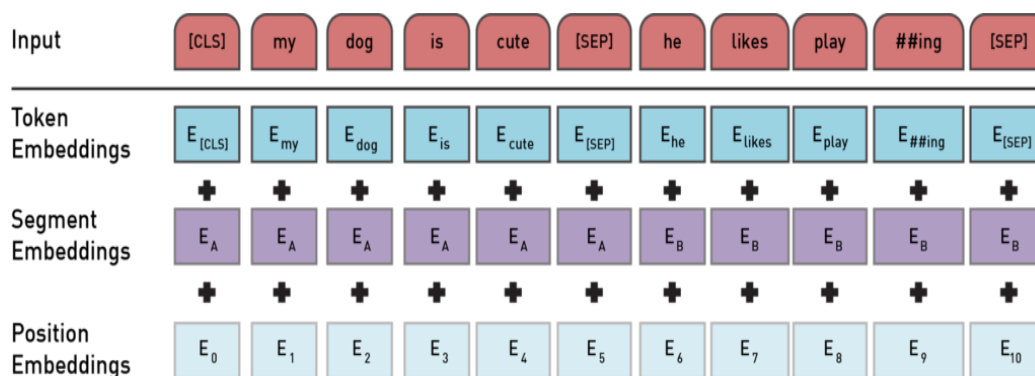 Input [CLS] my dog is cute [SEP] he likes play ##ing [SEP]
Token
Embeddings
E[CLS] Emy Edog Eis Ecute E[SEP] Ehe Elikes Eplay E##ing E[SEP]
Segment
Embeddings
EA EA EA EA EA EA EB EB EB EB EB
Position
Embeddings
E0 E1 E2 E3 E4 E5 E6 E7 E8 E9 E10